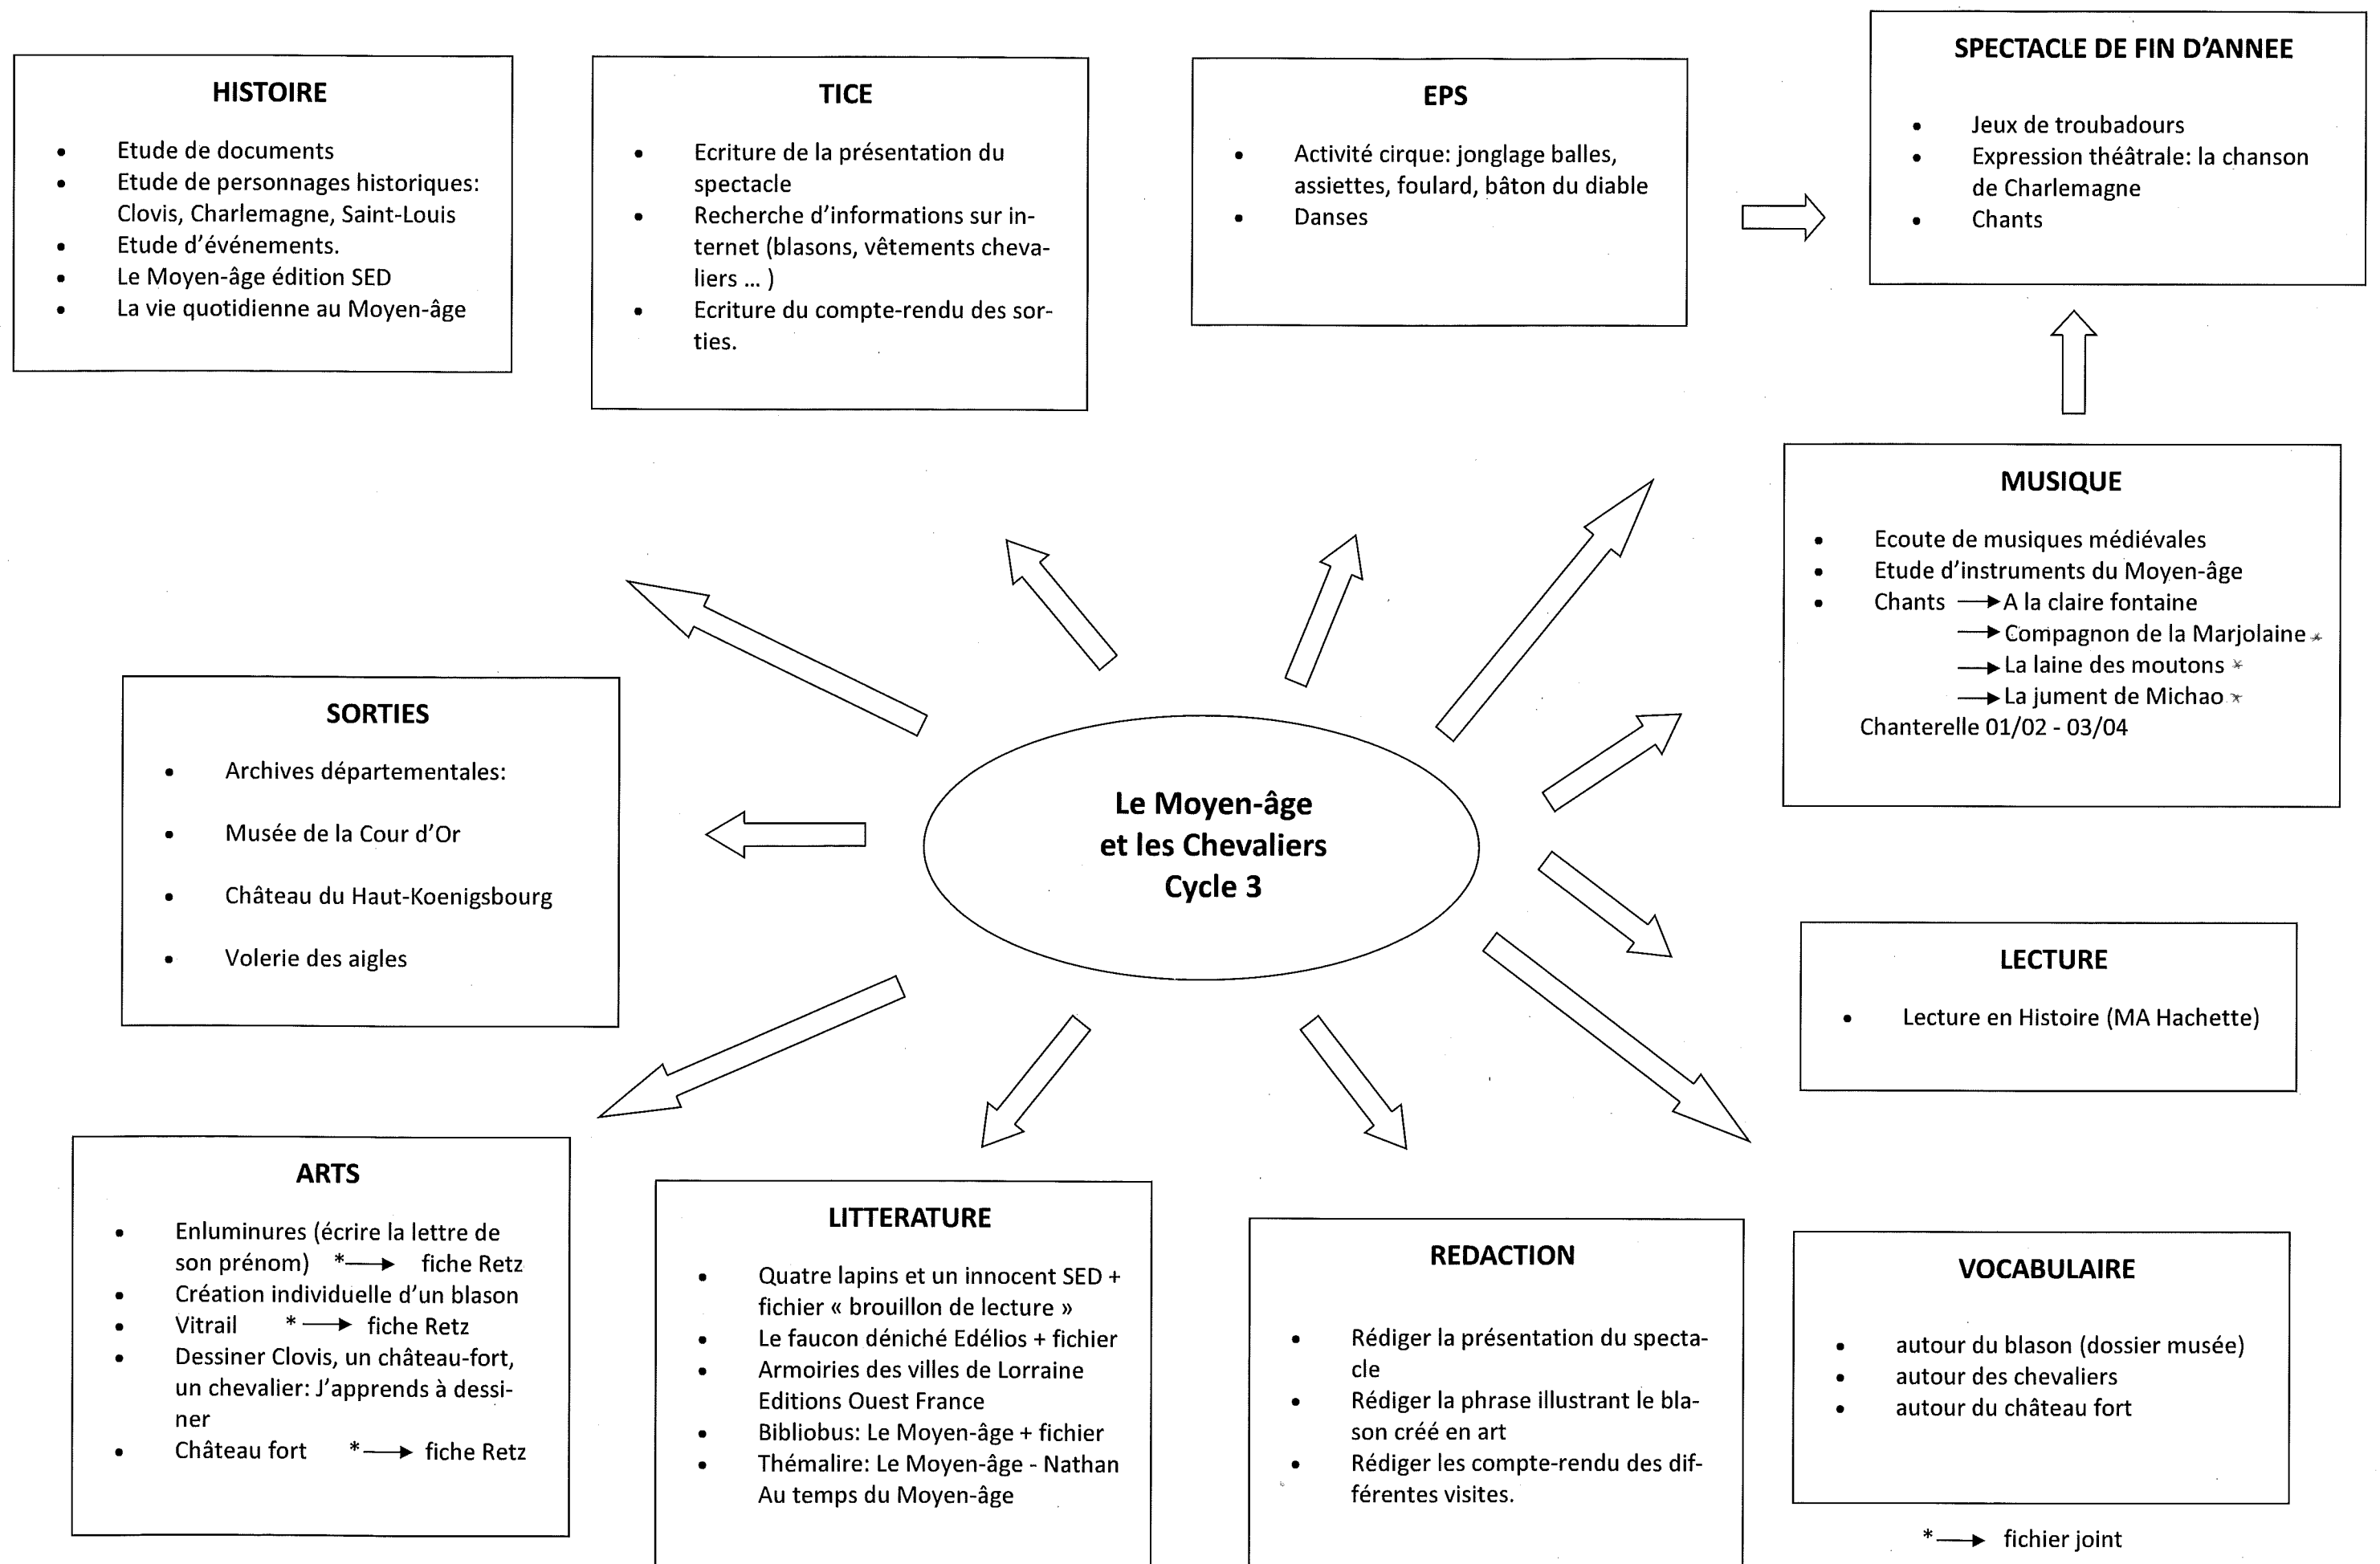 HISTOIRE
• Etude de documents
• Etude de personnages historiques:
Clovis, Charlemagne, Saint-Louis
• Etude d'événements.
• Le Moyen-âge édition SED
• La vie quotidienne au Moyen-âge
TICE
• Ecriture de la présentation du
spectacle
• Recherche d'informations sur in-
ternet (blasons, vêtements cheva-
liers ... )
• Ecriture du compte-rendu des sor-
ties.
EPS
• Activité cirque: jonglage balles,
assiettes, foulard, bâton du diable
• Danses
SPECTACLE DE FIN D'ANNEE
• Jeux de troubadours
• Expression théâtrale: la chanson
de Charlemagne
• Chants
MUSIQUE
• Ecoute de musiques médiévales
• Etude d'instruments du Moyen-âge
• Chants → A la claire fontaine
→ Compagnon de la Marjolaine *
→ La laine des moutons *
→ La jument de Michao *
Chanterelle 01/02 - 03/04
SORTIES
• Archives départementales:
• Musée de la Cour d'Or
• Château du Haut-Koenigsbourg
• Volerie des aigles
Le Moyen-âge
et les Chevaliers
Cycle 3
LECTURE
• Lecture en Histoire (MA Hachette)
ARTS
• Enluminures (écrire la lettre de
son prénom) *→ fiche Retz
• Création individuelle d'un blason
• Vitrail *→ fiche Retz
• Dessiner Clovis, un château-fort,
un chevalier: J'apprends à dessi-
ner
• Château fort *→ fiche Retz
LITTERATURE
• Quatre lapins et un innocent SED +
fichier « brouillon de lecture »
• Le faucon déniché Edélios + fichier
• Armoiries des villes de Lorraine
Editions Ouest France
• Bibliobus: Le Moyen-âge + fichier
• Thémalire: Le Moyen-âge - Nathan
Au temps du Moyen-âge
REDACTION
• Rédiger la présentation du specta-
cle
• Rédiger la phrase illustrant le bla-
son créé en art
• Rédiger les compte-rendu des dif-
férentes visites.
VOCABULAIRE
• autour du blason (dossier musée)
• autour des chevaliers
• autour du château fort
*→ fichier joint